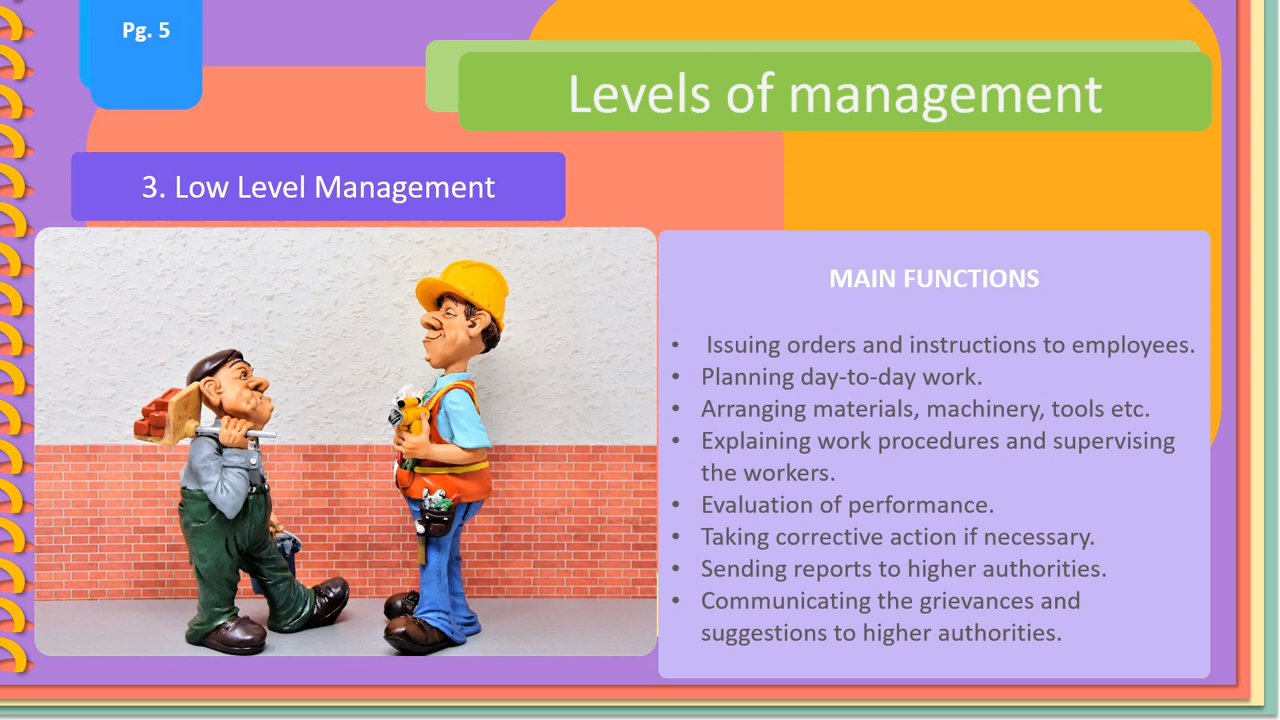 Pg. 5
Levels of management
3. Low Level Management
MAIN FUNCTIONS
• Issuing orders and instructions to employees.
• Planning day-to-day work.
• Arranging materials, machinery, tools etc.
• Explaining work procedures and supervising
the workers.
• Evaluation of performance.
• Taking corrective action if necessary.
• Sending reports to higher authorities.
• Communicating the grievances and
suggestions to higher authorities.